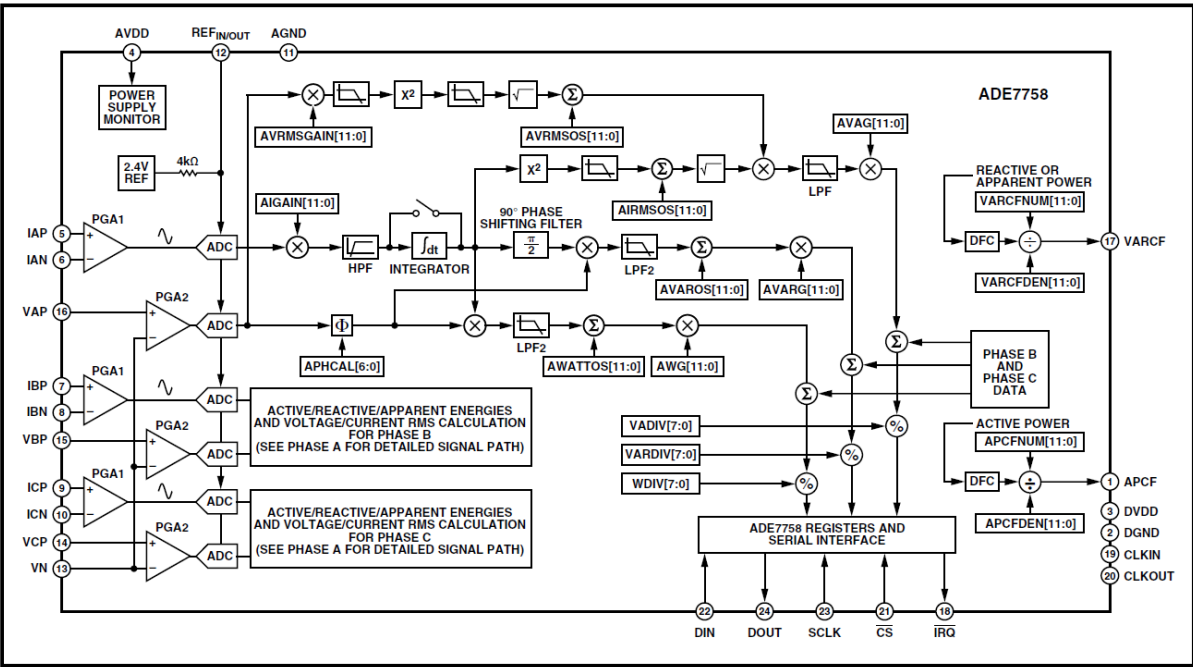 AVDD
REFIN/OUT
AGND
4
12
11
POWER
SUPPLY
MONITOR
ADE7758
X²
√
Σ
AVRMSGAIN[11:0]
AVRMSOS[11:0]
AVAG[11:0]
2.4V
REF
4kΩ
X²
Σ
√
LPF
AIRMSOS[11:0]
REACTIVE OR
APPARENT POWER
VARCFNUM[11:0]
DFC
÷
17
VARCF
VARCFDEN[11:0]
AIGAIN[11:0]
90° PHASE
SHIFTING FILTER
PGA1
IAP
5
+
IAN
6
−
ADC
HPF
∫dt
INTEGRATOR
π
2
LPF2
Σ
AVAROS[11:0]
AVARG[11:0]
PGA2
VAP
16
+
−
ADC
Φ
APHCAL[6:0]
LPF2
Σ
AWATTOS[11:0]
AWG[11:0]
Σ
Σ
Σ
PHASE B
AND
PHASE C
DATA
PGA1
IBP
7
+
IBN
8
−
ADC
PGA2
VBP
15
+
−
ADC
ACTIVE/REACTIVE/APPARENT ENERGIES
AND VOLTAGE/CURRENT RMS CALCULATION
FOR PHASE B
(SEE PHASE A FOR DETAILED SIGNAL PATH)
VADIV[7:0]
%
VARDIV[7:0]
%
WDIV[7:0]
%
ACTIVE POWER
APCFNUM[11:0]
DFC
÷
1
APCF
APCFDEN[11:0]
PGA1
ICP
9
+
ICN
10
−
ADC
PGA2
VCP
14
+
VN
13
−
ADC
ACTIVE/REACTIVE/APPARENT ENERGIES
AND VOLTAGE/CURRENT RMS CALCULATION
FOR PHASE C
(SEE PHASE A FOR DETAILED SIGNAL PATH)
ADE7758 REGISTERS AND
SERIAL INTERFACE
3
DVDD
2
DGND
19
CLKIN
20
CLKOUT
22
24
23
21
18
DIN
DOUT
SCLK
CS
IRQ